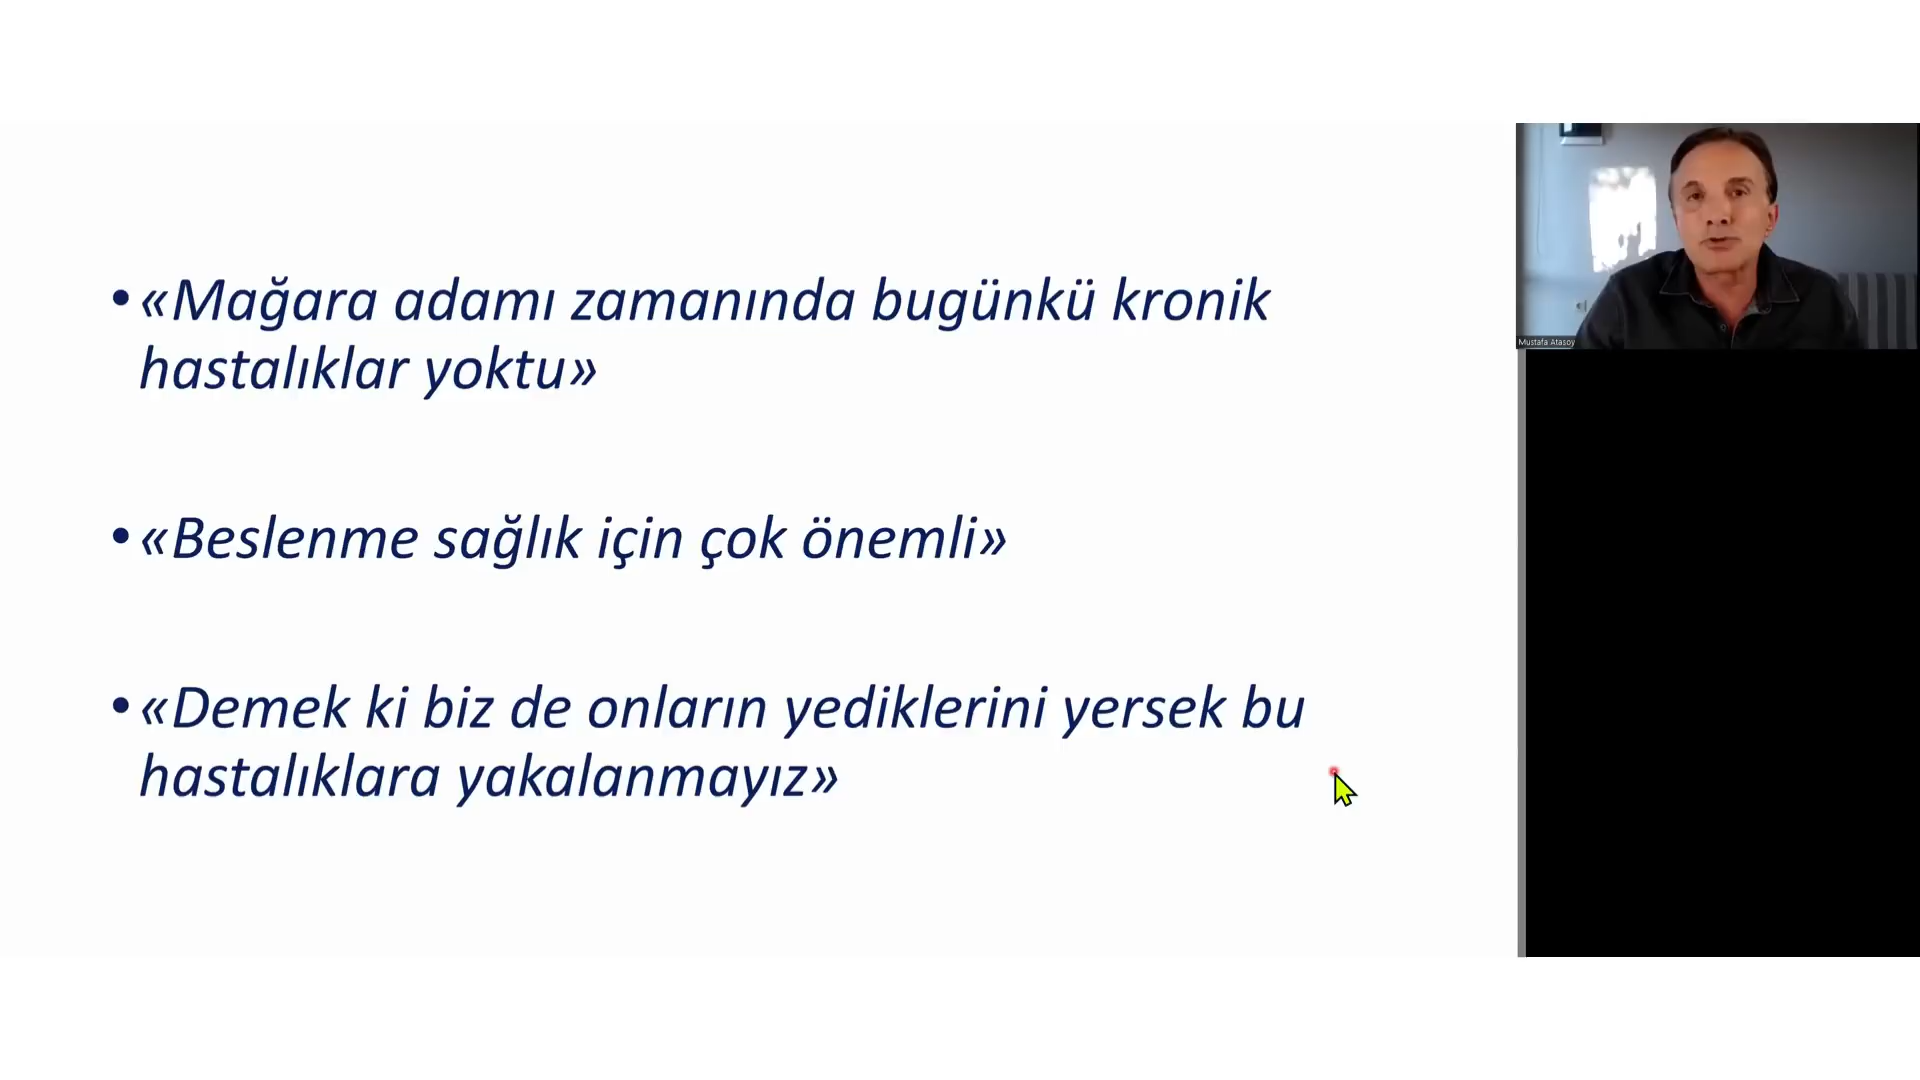 • «Mağara adamı zamanında bugünkü kronik
hastalıklar yoktu»
• «Beslenme sağlık için çok önemli»
• «Demek ki biz de onların yediklerini yersek bu
hastalıklara yakalanmayız»
Mustafa Atasoy